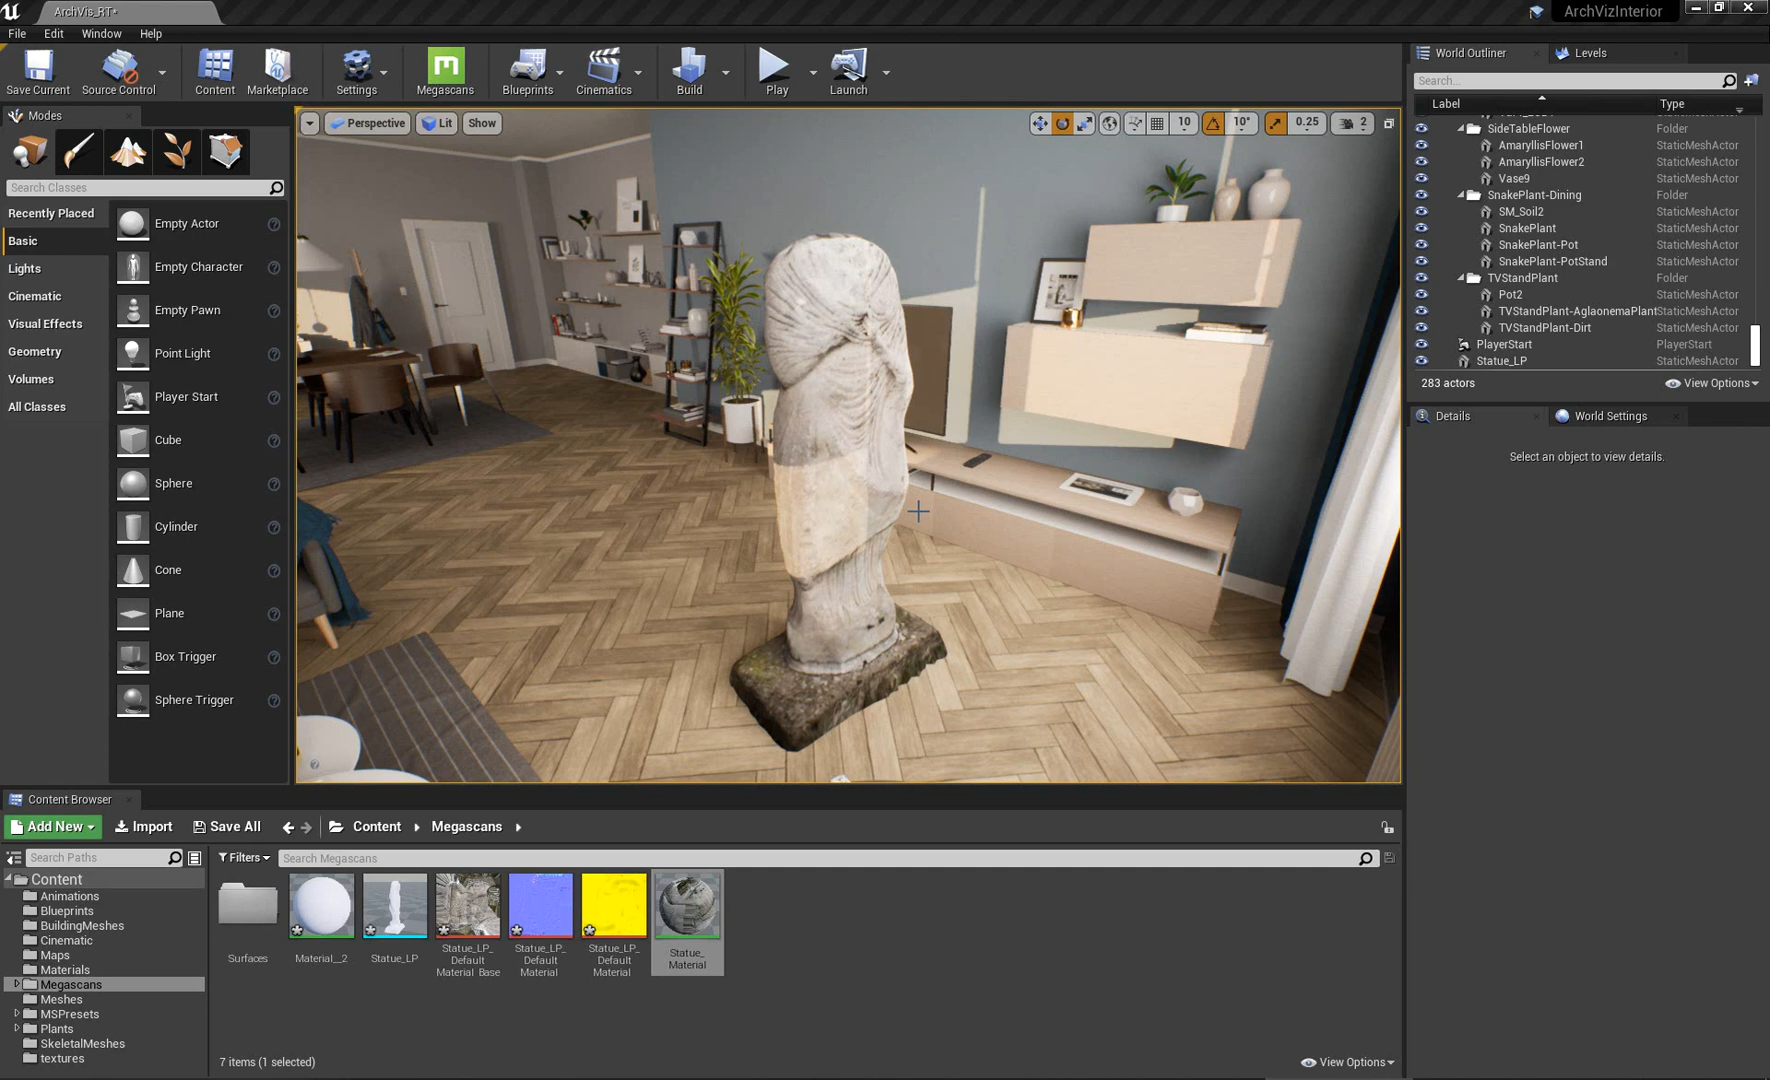 ArchVis_RT*
ArchVizInterior
File Edit Window Help
Save Current Source Control Content Marketplace Settings Megascans Blueprints Cinematics Build Play Launch
Modes
Search Classes
Recently Placed
Basic
Lights
Cinematic
Visual Effects
Geometry
Volumes
All Classes
Empty Actor
Empty Character
Empty Pawn
Point Light
Player Start
Cube
Sphere
Cylinder
Cone
Plane
Box Trigger
Sphere Trigger
Perspective Lit Show
10 10° 0.25 2
World Outliner Levels
Search...
Label Type
SideTableFlower Folder
AmaryllisFlower1 StaticMeshActor
AmaryllisFlower2 StaticMeshActor
Vase9 StaticMeshActor
SnakePlant-Dining Folder
SM_Soil2 StaticMeshActor
SnakePlant StaticMeshActor
SnakePlant-Pot StaticMeshActor
SnakePlant-PotStand StaticMeshActor
TVStandPlant Folder
Pot2 StaticMeshActor
TVStandPlant-AglaonemaPlant StaticMeshActor
TVStandPlant-Dirt StaticMeshActor
PlayerStart PlayerStart
Statue_LP StaticMeshActor
283 actors View Options
Details World Settings
Select an object to view details.
Content Browser
Add New Import Save All Content Megascans
Search Paths
Filters Search Megascans
Content
Animations
Blueprints
BuildingMeshes
Cinematic
Maps
Materials
Megascans
Meshes
MSPresets
Plants
SkeletalMeshes
textures
Surfaces
Material__2
Statue_LP
Statue_LP_
Default
Material_Base
Statue_LP_
Default
Material
Statue_LP_
Default
Material
Statue_
Material
7 items (1 selected) View Options